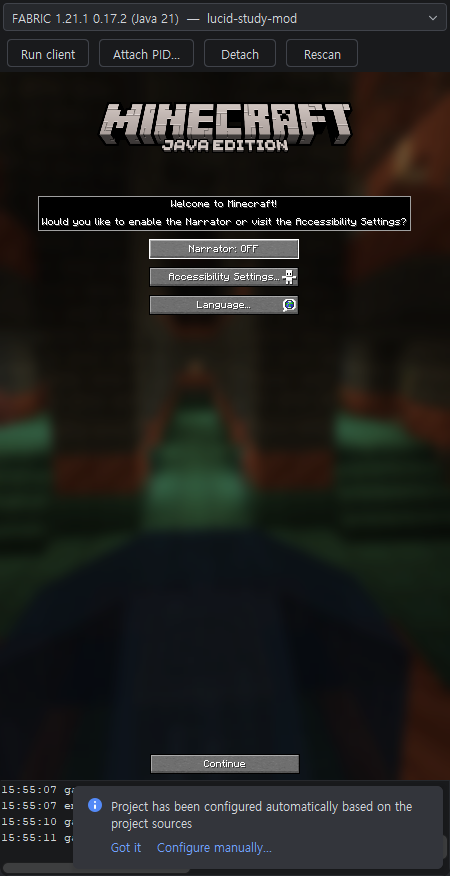 FABRIC 1.21.1 0.17.2 (Java 21) — lucid-study-mod
Run client
Attach PID...
Detach
Rescan
MINECRAFT
JAVA EDITION
Welcome to Minecraft!
Would you like to enable the Narrator or visit the Accessibility Settings?
Narrator: OFF
Accessibility Settings...
Language...
Continue
15:55:07
15:55:07
15:55:10
15:55:11
Project has been configured automatically based on the
project sources
Got it
Configure manually...